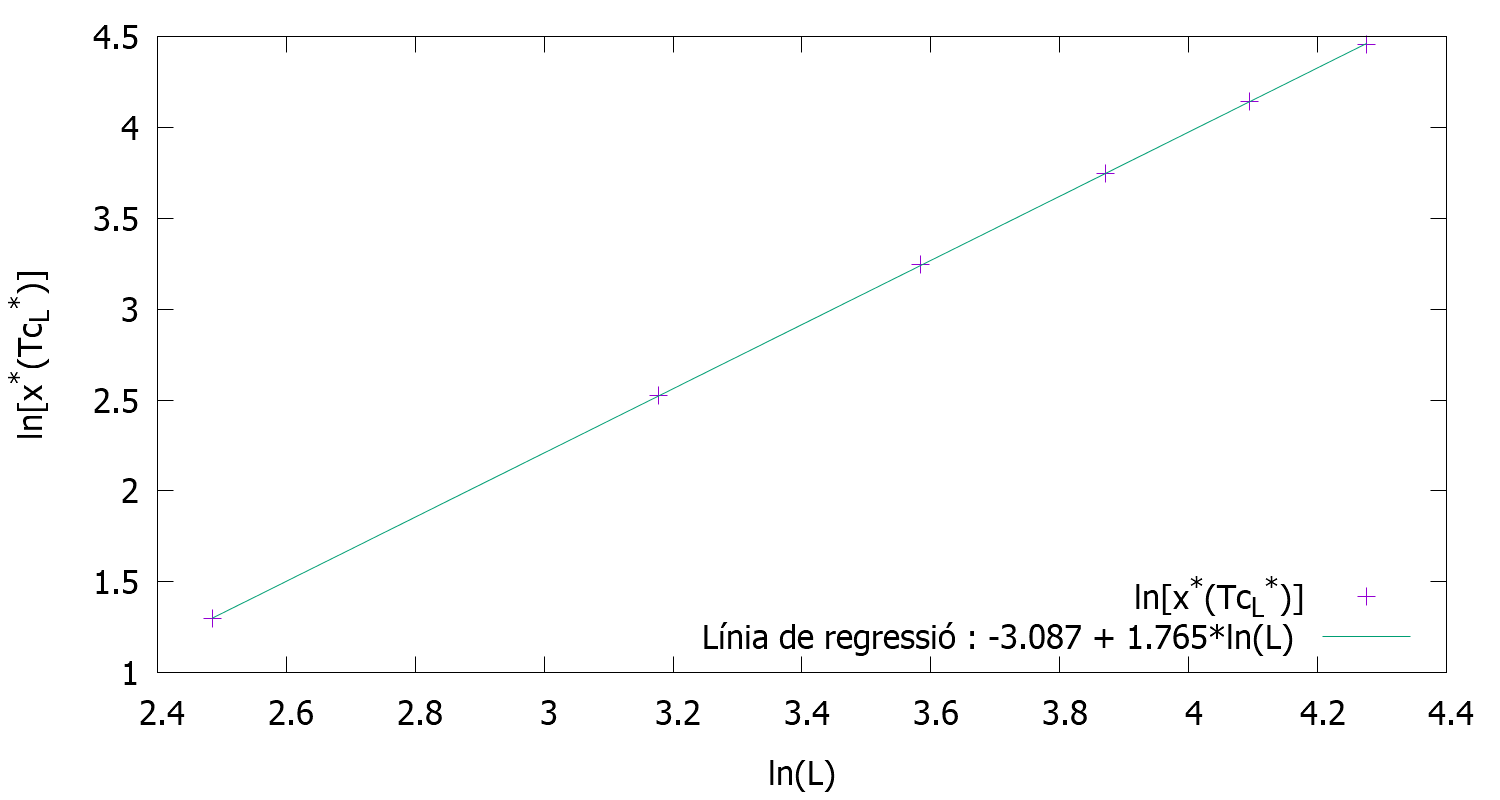 4.5
4
3.5
3
2.5
2
1.5
1
ln[x*(Tc_L*)]
ln[x*(Tc_L*)]
Línia de regressió : -3.087 + 1.765*ln(L)
2.4 2.6 2.8 3 3.2 3.4 3.6 3.8 4 4.2 4.4
ln(L)